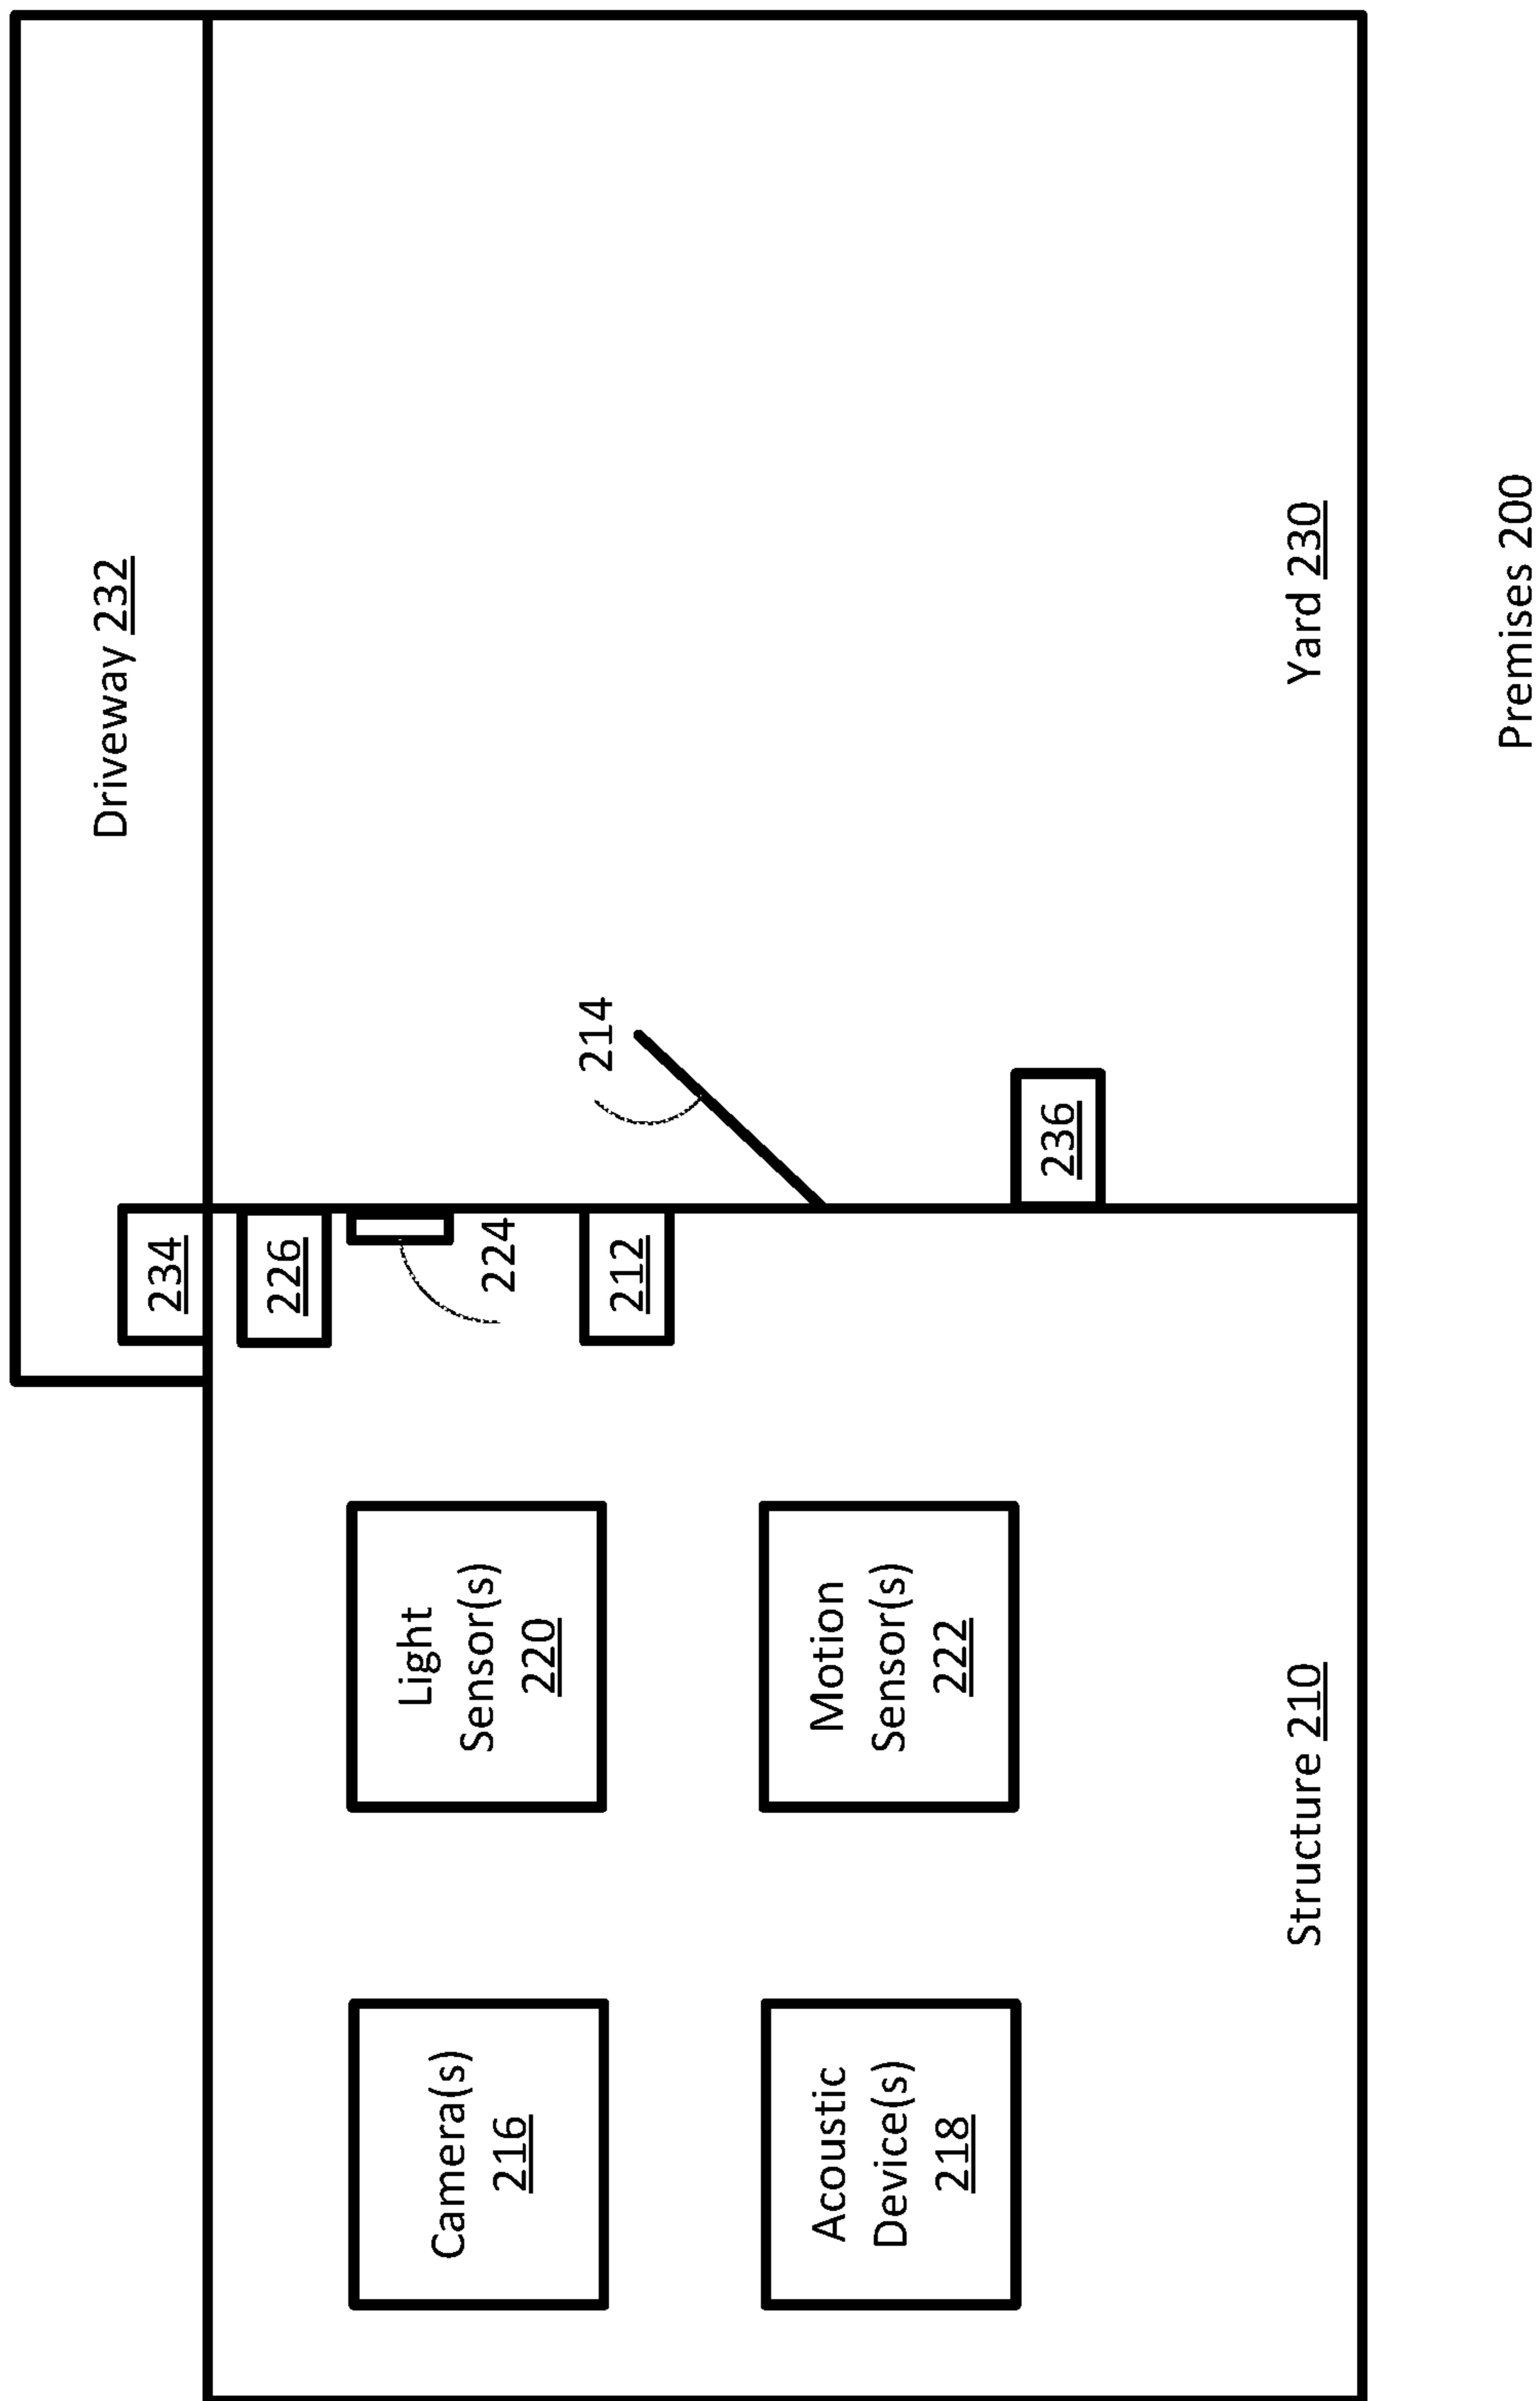 Driveway 232
234
226
224
212
214
236
Camera(s)
216
Light
Sensor(s)
220
Acoustic
Device(s)
218
Motion
Sensor(s)
222
Structure 210
Yard 230
Premises 200